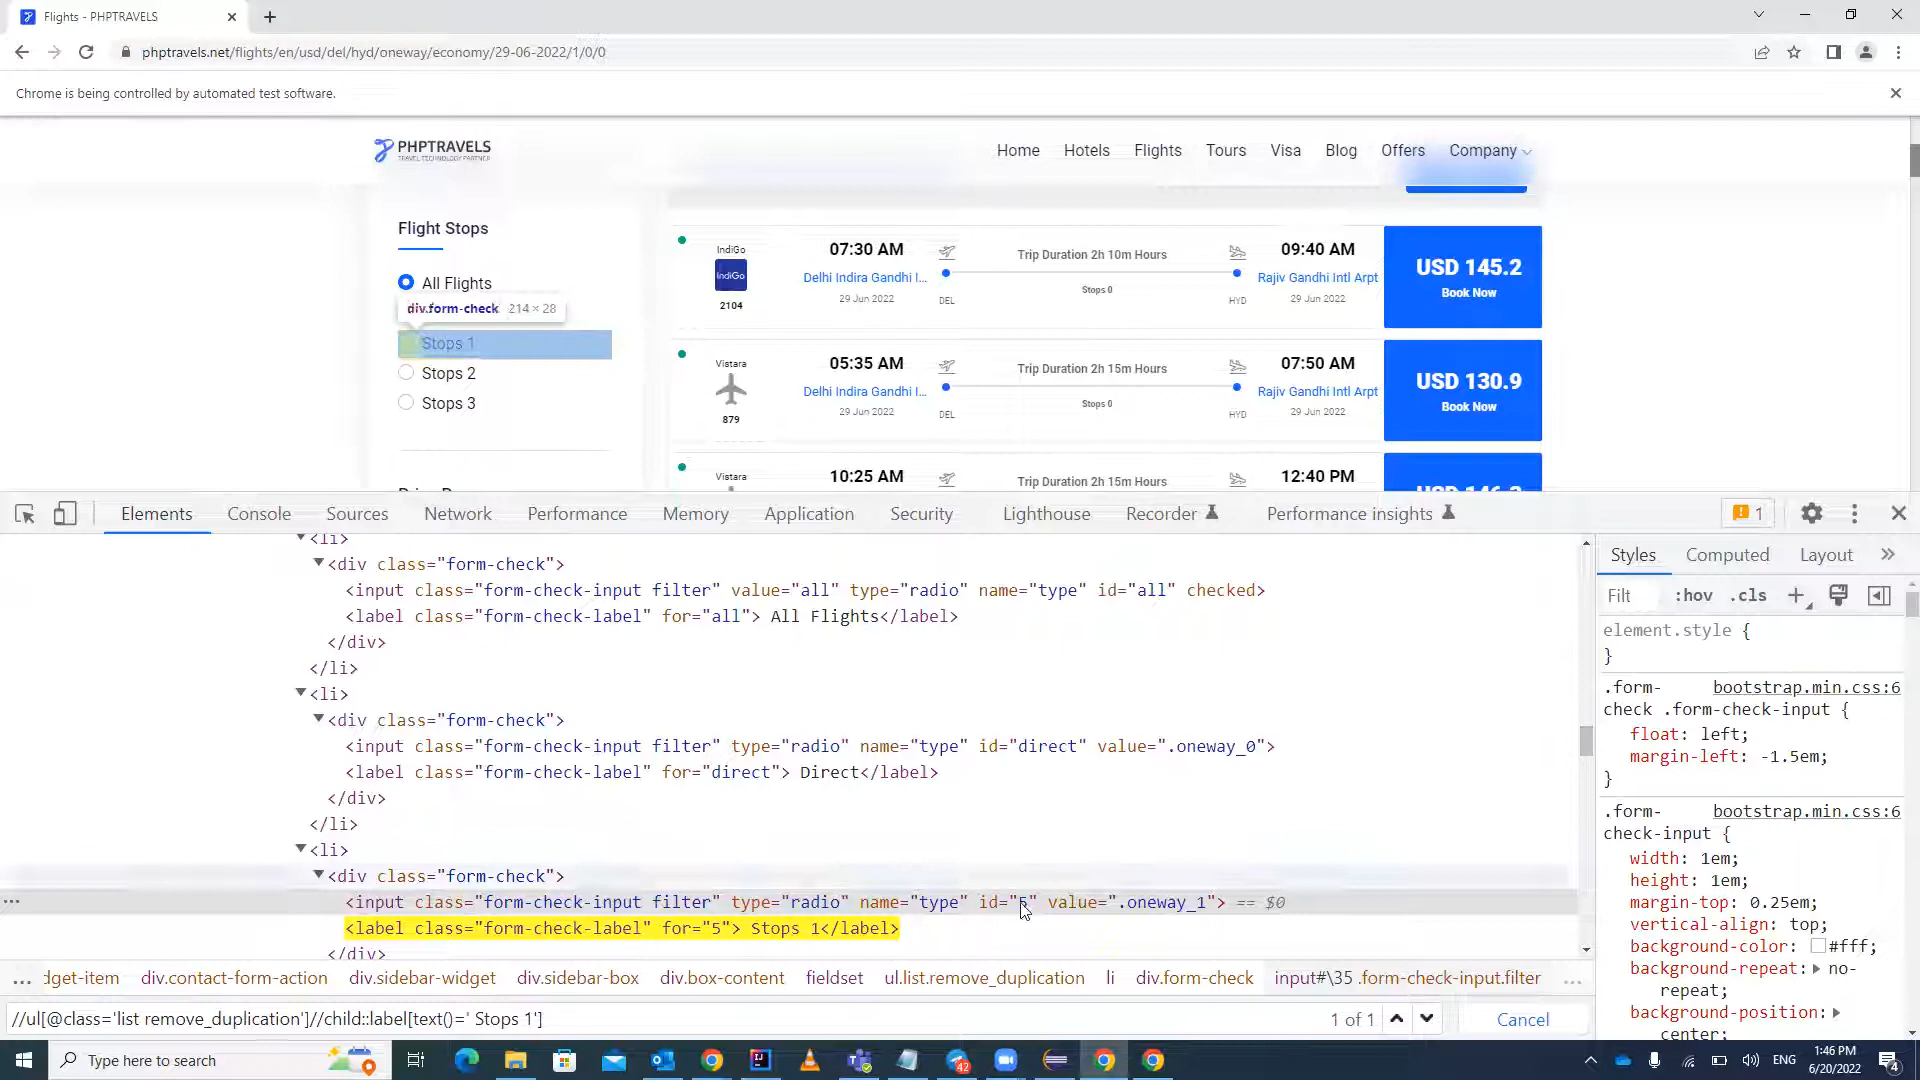 Flights - PHPTRAVELS
phptravels.net/flights/en/usd/del/hyd/oneway/economy/29-06-2022/1/0/0
Chrome is being controlled by automated test software.
PHPTRAVELS
TRAVEL TECHNOLOGY PARTNER
Home Hotels Flights Tours Visa Blog Offers Company
Flight Stops
All Flights
div.form-check 214 × 28
Stops 1
Stops 2
Stops 3
IndiGo
IndiGo
2104
07:30 AM
Delhi Indira Gandhi I...
29 Jun 2022
DEL
Trip Duration 2h 10m Hours
Stops 0
HYD
09:40 AM
Rajiv Gandhi Intl Arpt
29 Jun 2022
USD 145.2
Book Now
Vistara
879
05:35 AM
Delhi Indira Gandhi I...
29 Jun 2022
DEL
Trip Duration 2h 15m Hours
Stops 0
HYD
07:50 AM
Rajiv Gandhi Intl Arpt
29 Jun 2022
USD 130.9
Book Now
Vistara
10:25 AM
Trip Duration 2h 15m Hours
12:40 PM
Elements Console Sources Network Performance Memory Application Security Lighthouse Recorder Performance insights 1
<li>
<div class="form-check">
<input class="form-check-input filter" value="all" type="radio" name="type" id="all" checked>
<label class="form-check-label" for="all"> All Flights</label>
</div>
</li>
<li>
<div class="form-check">
<input class="form-check-input filter" type="radio" name="type" id="direct" value=".oneway_0">
<label class="form-check-label" for="direct"> Direct</label>
</div>
</li>
<li>
<div class="form-check">
<input class="form-check-input filter" type="radio" name="type" id="5" value=".oneway_1"> == $0
<label class="form-check-label" for="5"> Stops 1</label>
</div>
... dget-item div.contact-form-action div.sidebar-widget div.sidebar-box div.box-content fieldset ul.list.remove_duplication li div.form-check input#\35 .form-check-input.filter ...
//ul[@class='list remove_duplication']//child::label[text()=' Stops 1']
1 of 1 Cancel
Styles Computed Layout
Filt :hov .cls
element.style {
}
.form- bootstrap.min.css:6
check .form-check-input {
float: left;
margin-left: -1.5em;
}
.form- bootstrap.min.css:6
check-input {
width: 1em;
height: 1em;
margin-top: 0.25em;
vertical-align: top;
background-color: #fff;
background-repeat: no-
repeat;
background-position:
center;
Type here to search
42
ENG
1:46 PM
6/20/2022
4